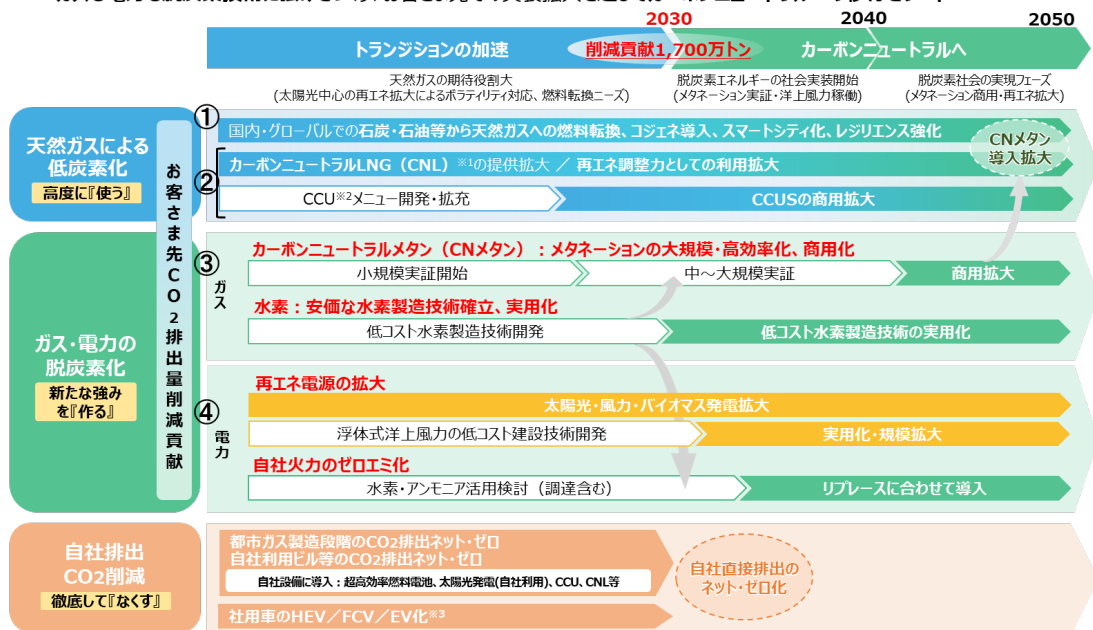 2030
2040
2050
トランジションの加速
削減貢献1,700万トン
カーボンニュートラルへ
天然ガスの期待役割大
(太陽光中心の再エネ拡大によるボラティリティ対応、燃料転換ニーズ)
脱炭素エネルギーの社会実装開始
(メタネーション実証・洋上風力稼働)
脱炭素社会の実現フェーズ
(メタネーション商用・再エネ拡大)
天然ガスによる
低炭素化
高度に『使う』
お客さま先CO2排出量削減貢献
①
国内・グローバルでの石炭・石油等から天然ガスへの燃料転換、コジェネ導入、スマートシティ化、レジリエンス強化
CNメタン
導入拡大
②
カーボンニュートラルLNG（CNL）※1の提供拡大 ／ 再エネ調整力としての利用拡大
CCU※2メニュー開発・拡充
CCUSの商用拡大
ガス・電力の
脱炭素化
新たな強み
を『作る』
③
ガス
カーボンニュートラルメタン（CNメタン）：メタネーションの大規模・高効率化、商用化
小規模実証開始
中～大規模実証
商用拡大
水素：安価な水素製造技術確立、実用化
低コスト水素製造技術開発
低コスト水素製造技術の実用化
④
電力
再エネ電源の拡大
太陽光・風力・バイオマス発電拡大
浮体式洋上風力の低コスト建設技術開発
実用化・規模拡大
自社火力のゼロエミ化
水素・アンモニア活用検討（調達含む）
リプレースに合わせて導入
自社排出
CO2削減
徹底して『なくす』
都市ガス製造段階のCO2排出ネット・ゼロ
自社利用ビル等のCO2排出ネット・ゼロ
自社設備に導入：超高効率燃料電池、太陽光発電(自社利用)、CCU、CNL等
社用車のHEV／FCV／EV化※3
自社直接排出の
ネット・ゼロ化